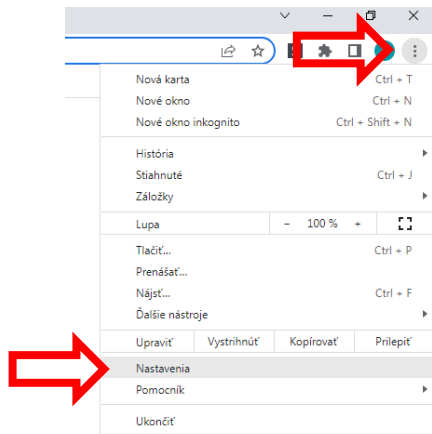 Nová karta Ctrl + T
Nové okno Ctrl + N
Nové okno inkognito Ctrl + Shift + N
História
Stiahnuté Ctrl + J
Záložky
Lupa - 100 % +
Tlačiť... Ctrl + P
Prenášať...
Nájsť... Ctrl + F
Ďalšie nástroje
Upraviť Vystrihnúť Kopírovať Prilepiť
Nastavenia
Pomocník
Ukončiť